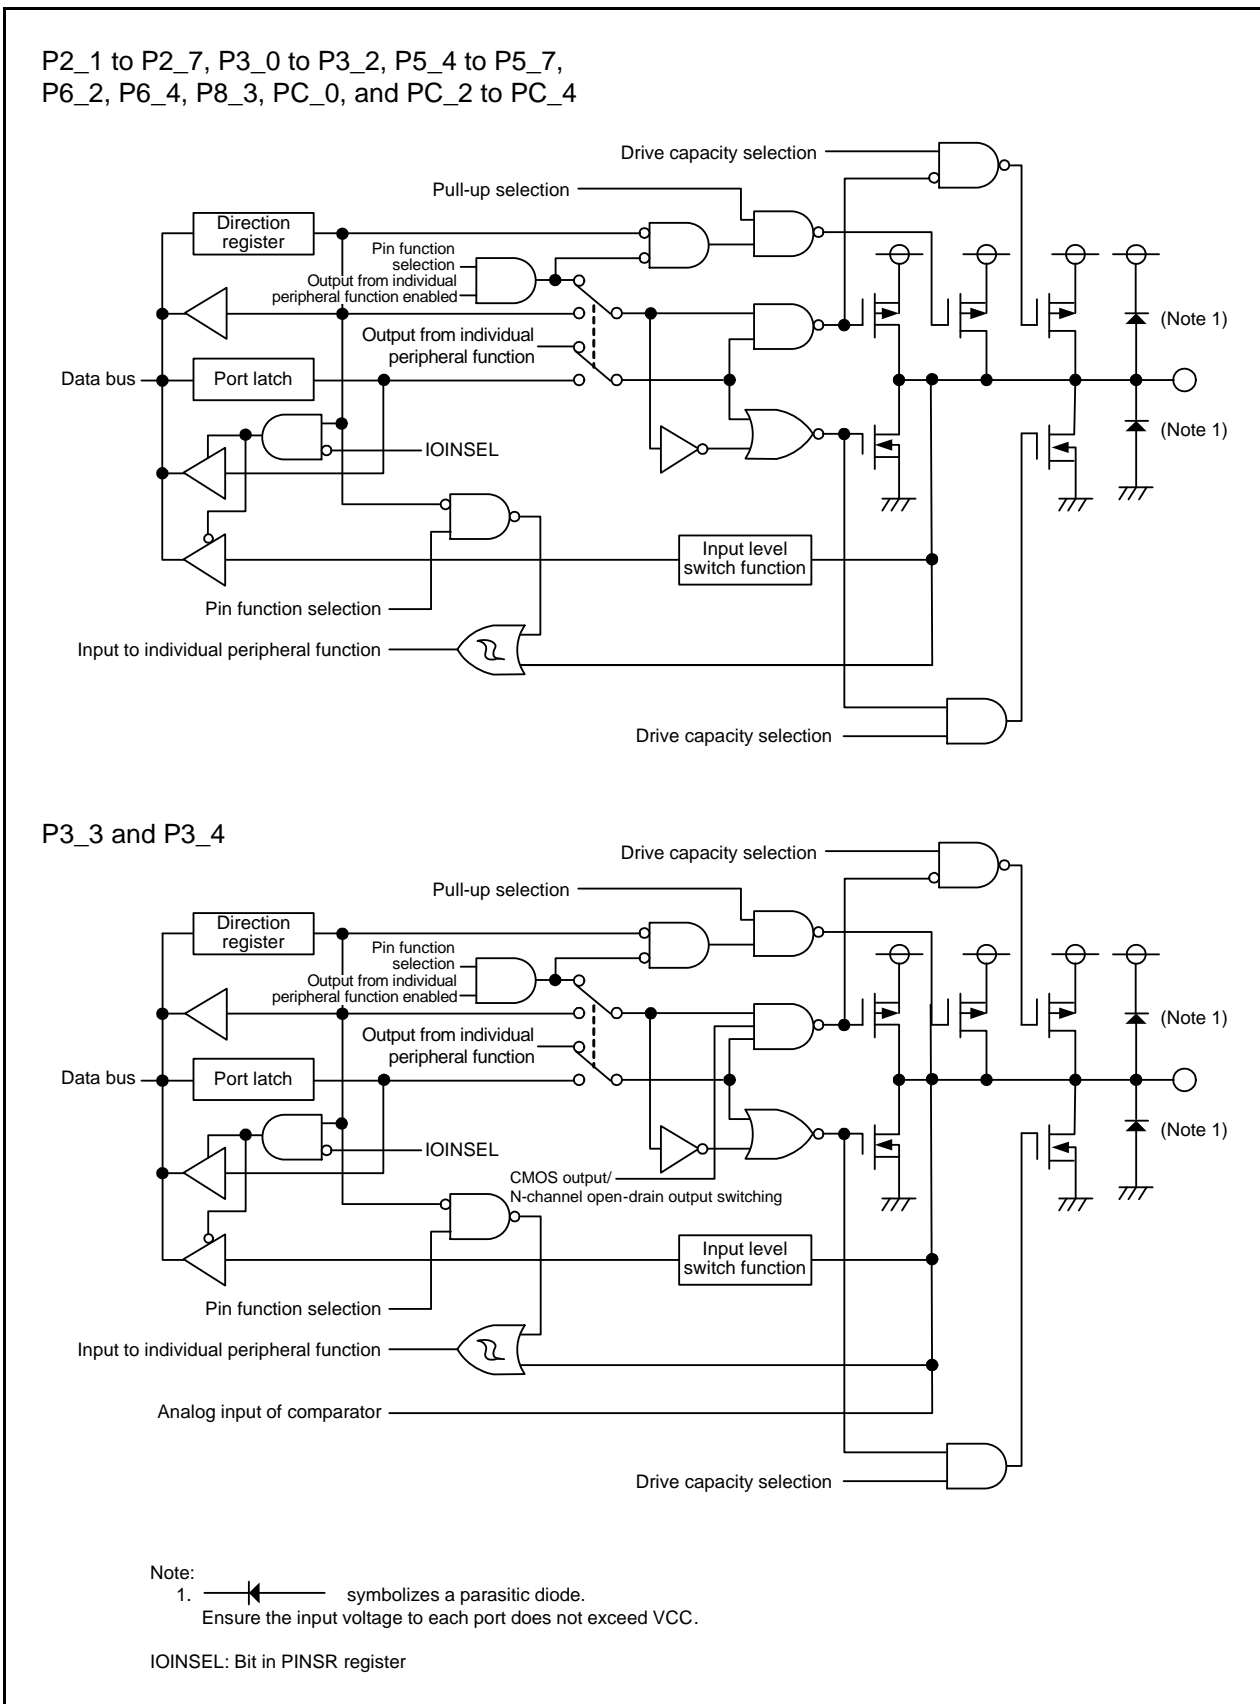 P2_1 to P2_7, P3_0 to P3_2, P5_4 to P5_7,
P6_2, P6_4, P8_3, PC_0, and PC_2 to PC_4
Drive capacity selection
Pull-up selection
Direction
register
Pin function
selection
Output from individual
peripheral function enabled
(Note 1)
Output from individual
peripheral function
Data bus
Port latch
(Note 1)
IOINSEL
Input level
switch function
Pin function selection
Input to individual peripheral function
Drive capacity selection
P3_3 and P3_4
Drive capacity selection
Pull-up selection
Direction
register
Pin function
selection
Output from individual
peripheral function enabled
(Note 1)
Output from individual
peripheral function
Data bus
Port latch
(Note 1)
IOINSEL
CMOS output/
N-channel open-drain output switching
Input level
switch function
Pin function selection
Input to individual peripheral function
Analog input of comparator
Drive capacity selection
Note:
1. symbolizes a parasitic diode.
Ensure the input voltage to each port does not exceed VCC.
IOINSEL: Bit in PINSR register